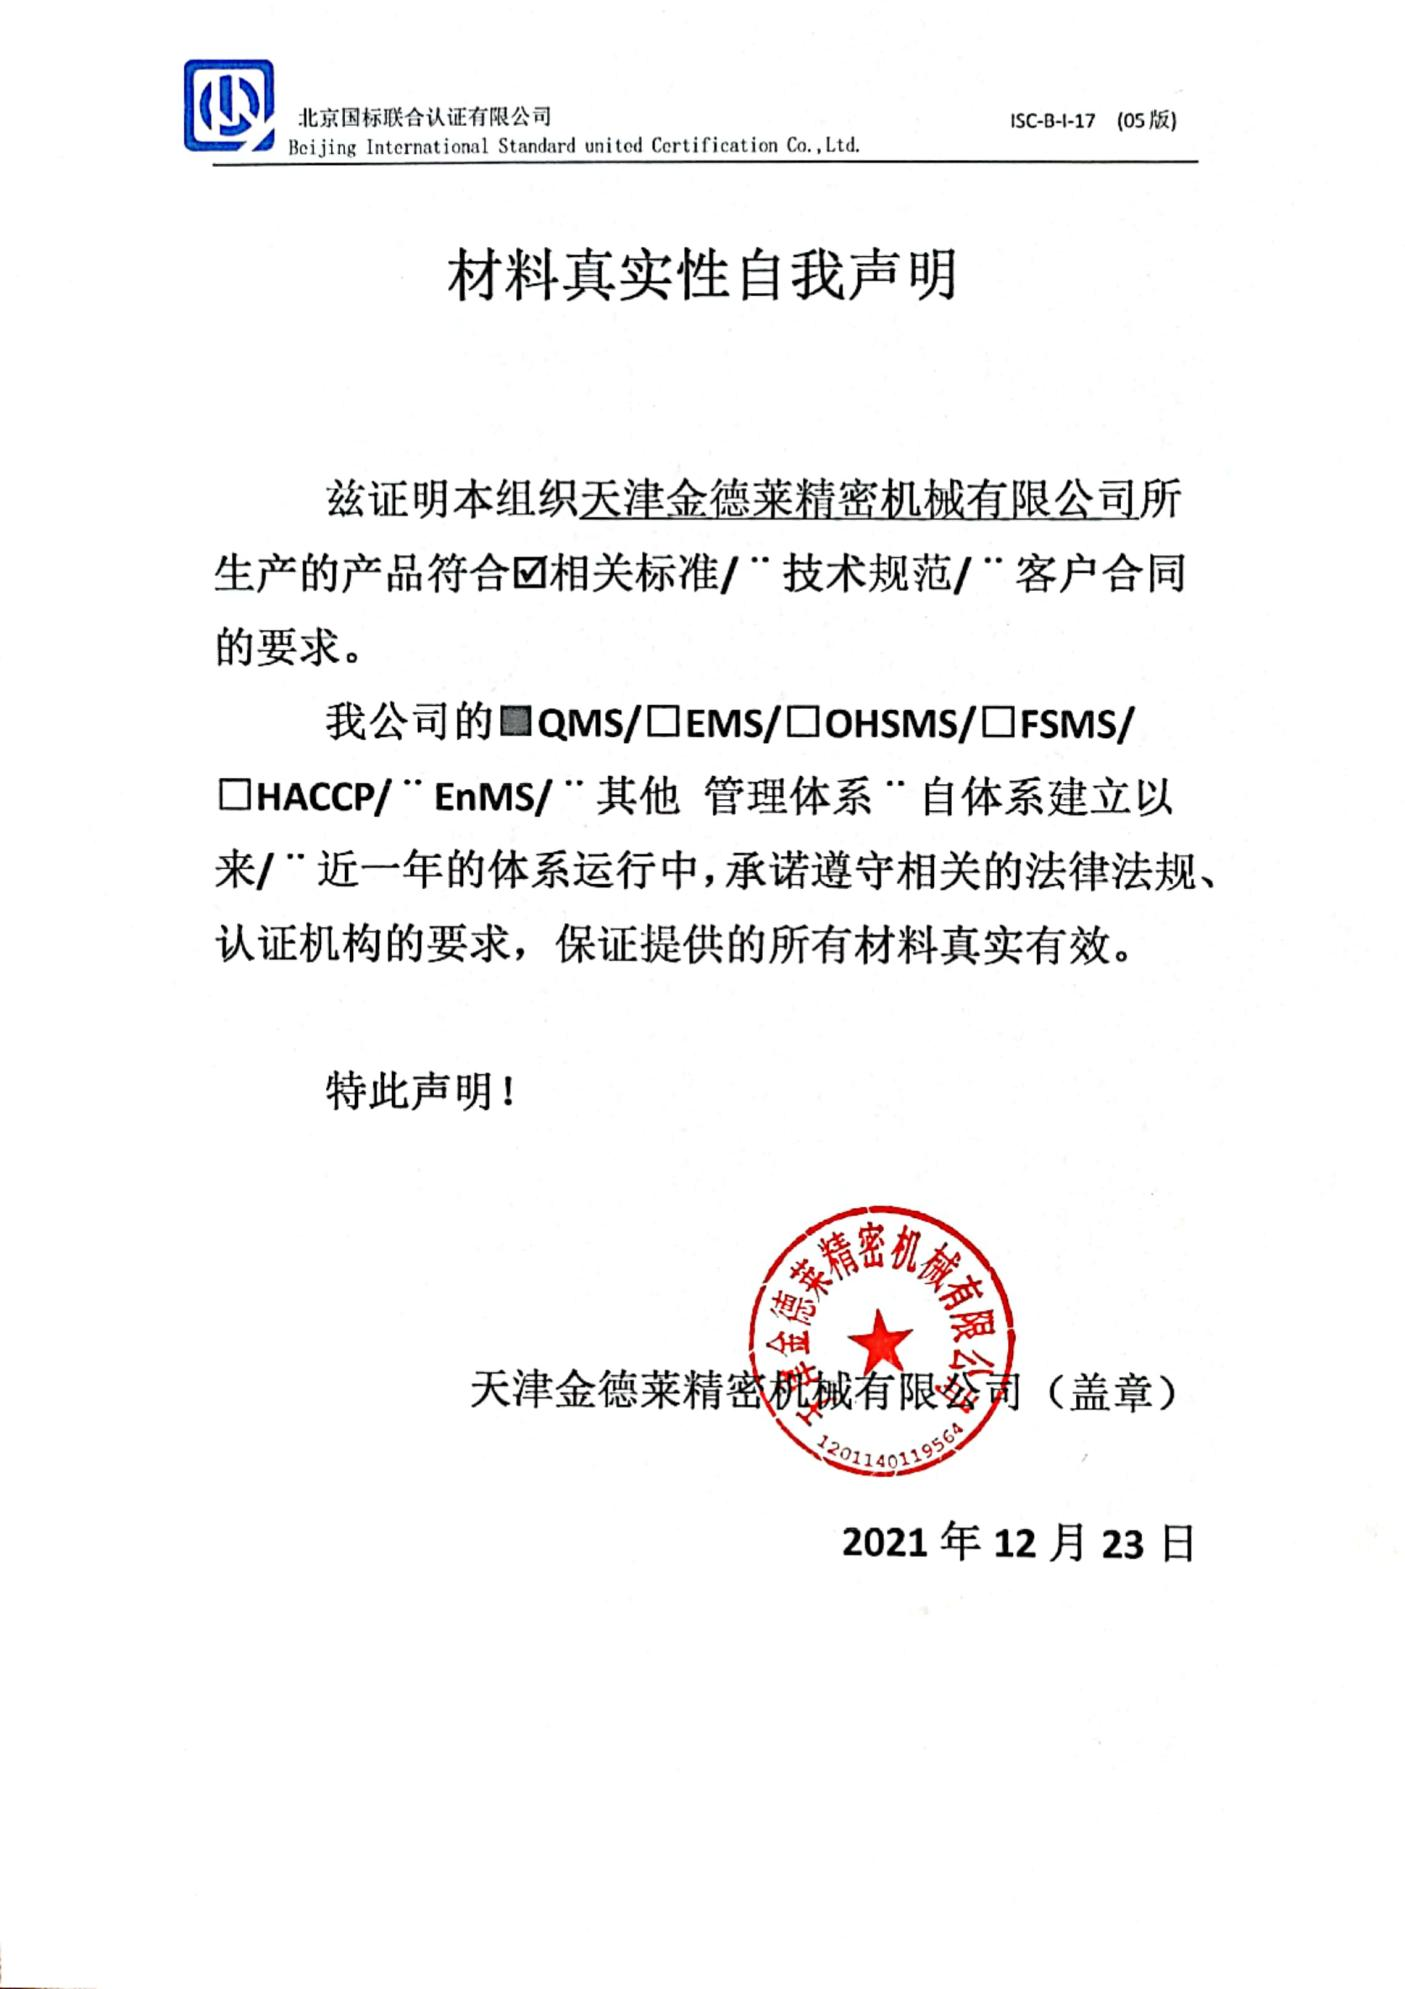 北京国标联合认证有限公司
ISC-B-I-17 (05版)
Beijing International Standard united Certification Co.,Ltd.
材料真实性自我声明
兹证明本组织天津金德莱精密机械有限公司所
生产的产品符合☑相关标准/¨技术规范/¨客户合同
的要求。
我公司的■QMS/□EMS/□OHSMS/□FSMS/
□HACCP/¨EnMS/¨其他 管理体系¨自体系建立以
来/¨近一年的体系运行中,承诺遵守相关的法律法规、
认证机构的要求，保证提供的所有材料真实有效。
特此声明！
天津金德莱精密机械有限公司
天津金德莱精密机械有限公司（盖章）
1201140119564
2021 年 12 月 23 日